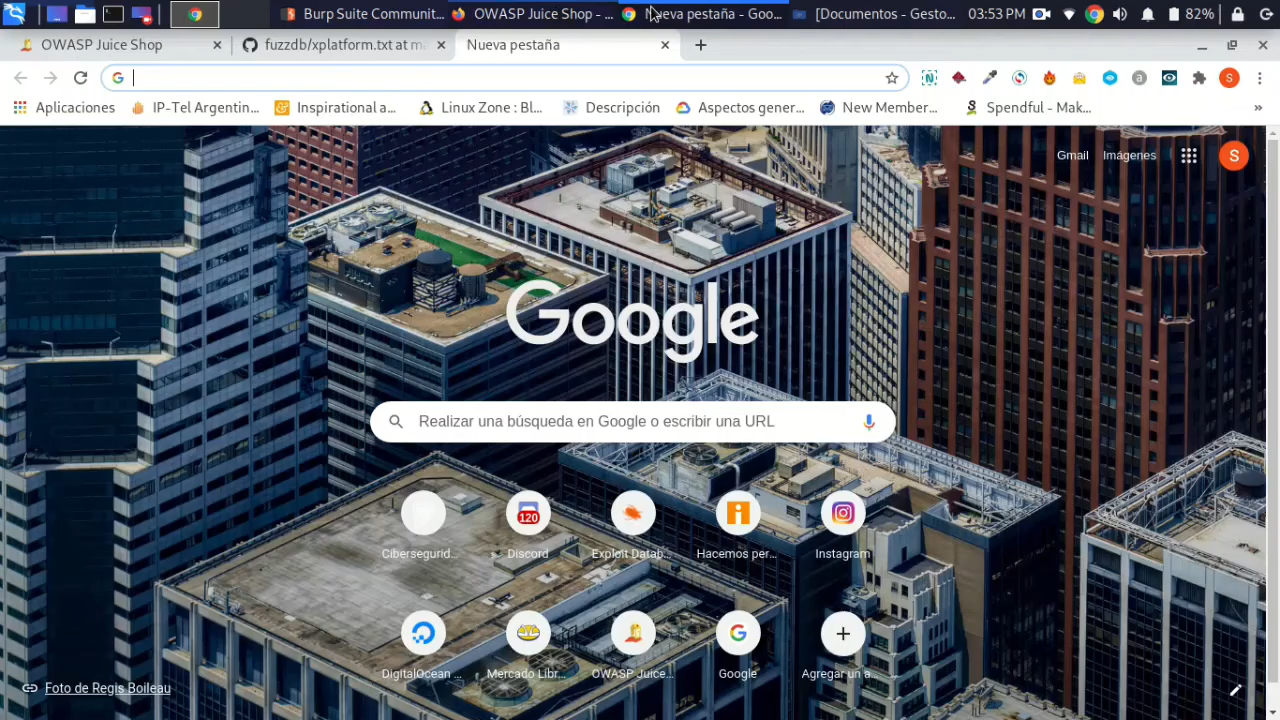 Burp Suite Communit...
OWASP Juice Shop - ...
Nueva pestaña - Goo...
[Documentos - Gesto...
03:53 PM
82%
OWASP Juice Shop
fuzzdb/xplatform.txt at m
Nueva pestaña
Aplicaciones
IP-Tel Argentin...
Inspirational a...
Linux Zone : Bl...
Descripción
Aspectos gener...
New Member...
Spendful - Mak...
»
Gmail
Imágenes
S
Google
Realizar una búsqueda en Google o escribir una URL
120
Cibersegurid...
Discord
Exploit Datab...
Hacemos per...
Instagram
DigitalOcean ...
Mercado Libr...
OWASP Juice...
Google
Agregar un a...
Foto de Regis Boileau